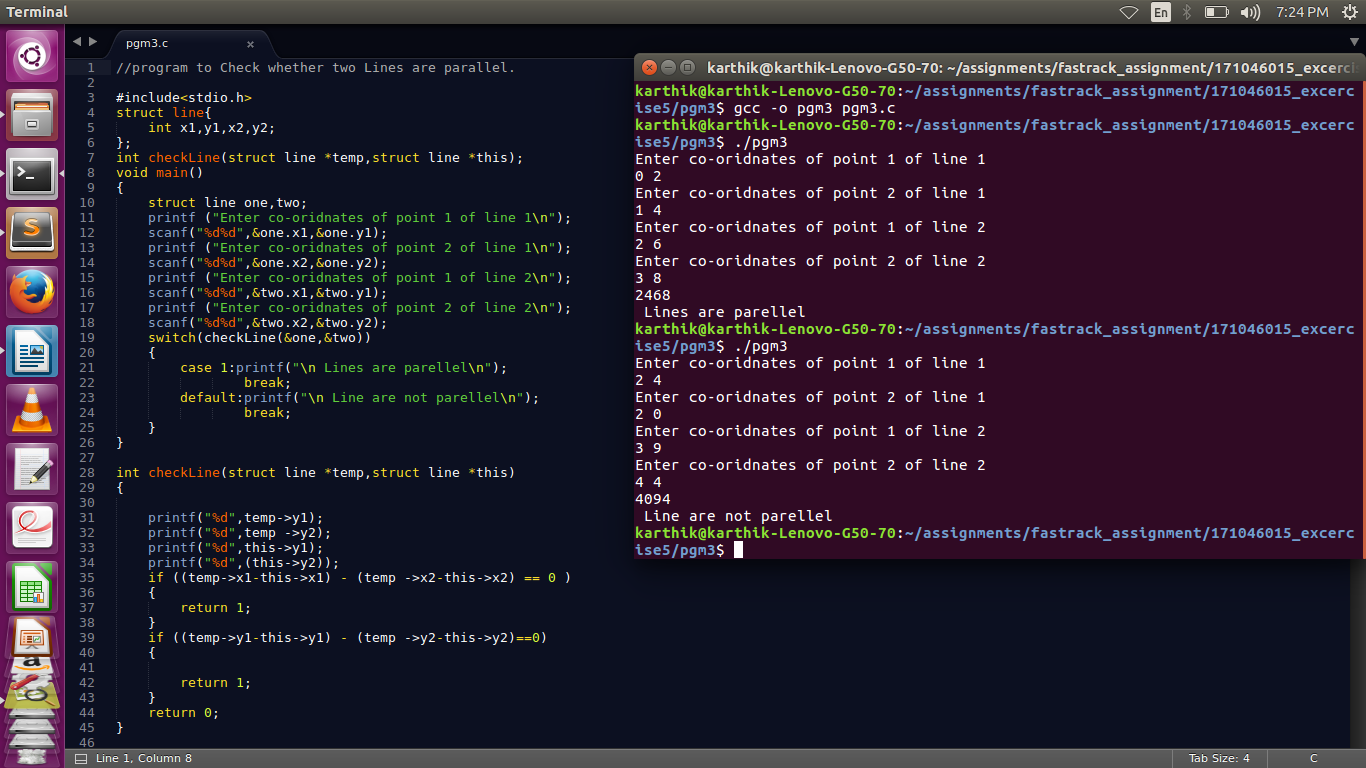 Terminal
En
7:24 PM
pgm3.c
1 //program to Check whether two Lines are parallel.
2
3 #include<stdio.h>
4 struct line{
5     int x1,y1,x2,y2;
6 };
7 int checkLine(struct line *temp,struct line *this);
8 void main()
9 {
10     struct line one,two;
11     printf ("Enter co-oridnates of point 1 of line 1\n");
12     scanf("%d%d",&one.x1,&one.y1);
13     printf ("Enter co-oridnates of point 2 of line 1\n");
14     scanf("%d%d",&one.x2,&one.y2);
15     printf ("Enter co-oridnates of point 1 of line 2\n");
16     scanf("%d%d",&two.x1,&two.y1);
17     printf ("Enter co-oridnates of point 2 of line 2\n");
18     scanf("%d%d",&two.x2,&two.y2);
19     switch(checkLine(&one,&two))
20     {
21         case 1:printf("\n Lines are parellel\n");
22                 break;
23         default:printf("\n Line are not parellel\n");
24                 break;
25     }
26 }
27
28 int checkLine(struct line *temp,struct line *this)
29 {
30
31     printf("%d",temp->y1);
32     printf("%d",temp ->y2);
33     printf("%d",this->y1);
34     printf("%d",(this->y2));
35     if ((temp->x1-this->x1) - (temp ->x2-this->x2) == 0 )
36     {
37         return 1;
38     }
39     if ((temp->y1-this->y1) - (temp ->y2-this->y2)==0)
40     {
41
42         return 1;
43     }
44     return 0;
45 }
46
karthik@karthik-Lenovo-G50-70: ~/assignments/fastrack_assignment/171046015_excercis
karthik@karthik-Lenovo-G50-70:~/assignments/fastrack_assignment/171046015_excerc
ise5/pgm3$ gcc -o pgm3 pgm3.c
karthik@karthik-Lenovo-G50-70:~/assignments/fastrack_assignment/171046015_excerc
ise5/pgm3$ ./pgm3
Enter co-oridnates of point 1 of line 1
0 2
Enter co-oridnates of point 2 of line 1
1 4
Enter co-oridnates of point 1 of line 2
2 6
Enter co-oridnates of point 2 of line 2
3 8
2468
 Lines are parellel
karthik@karthik-Lenovo-G50-70:~/assignments/fastrack_assignment/171046015_excerc
ise5/pgm3$ ./pgm3
Enter co-oridnates of point 1 of line 1
2 4
Enter co-oridnates of point 2 of line 1
2 0
Enter co-oridnates of point 1 of line 2
3 9
Enter co-oridnates of point 2 of line 2
4 4
4094
 Line are not parellel
karthik@karthik-Lenovo-G50-70:~/assignments/fastrack_assignment/171046015_excerc
ise5/pgm3$
Line 1, Column 8
Tab Size: 4
C